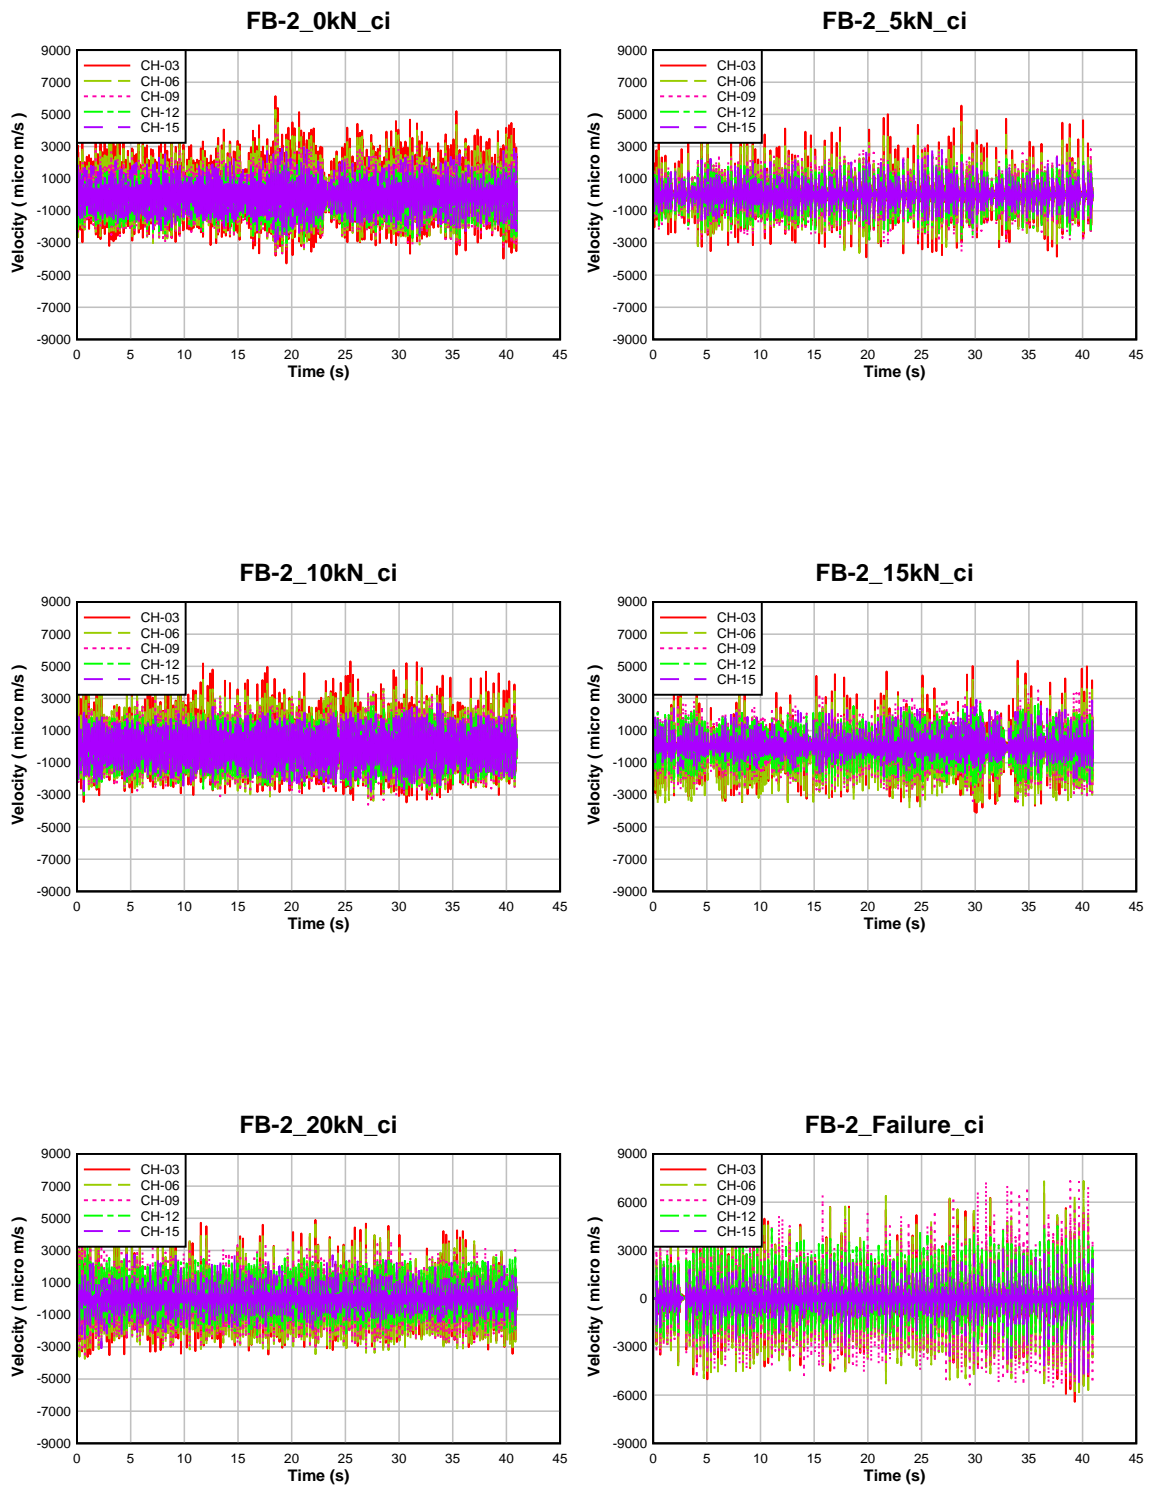 FB-2_0kN_ci
9000
7000
5000
3000
1000
-1000
-3000
-5000
-7000
-9000
Velocity ( micro m/s )
CH-03
CH-06
CH-09
CH-12
CH-15
0 5 10 15 20 25 30 35 40 45
Time (s)
FB-2_5kN_ci
9000
7000
5000
3000
1000
-1000
-3000
-5000
-7000
-9000
Velocity ( micro m/s )
CH-03
CH-06
CH-09
CH-12
CH-15
0 5 10 15 20 25 30 35 40 45
Time (s)
FB-2_10kN_ci
9000
7000
5000
3000
1000
-1000
-3000
-5000
-7000
-9000
Velocity ( micro m/s )
CH-03
CH-06
CH-09
CH-12
CH-15
0 5 10 15 20 25 30 35 40 45
Time (s)
FB-2_15kN_ci
9000
7000
5000
3000
1000
-1000
-3000
-5000
-7000
-9000
Velocity ( micro m/s )
CH-03
CH-06
CH-09
CH-12
CH-15
0 5 10 15 20 25 30 35 40 45
Time (s)
FB-2_20kN_ci
9000
7000
5000
3000
1000
-1000
-3000
-5000
-7000
-9000
Velocity ( micro m/s )
CH-03
CH-06
CH-09
CH-12
CH-15
0 5 10 15 20 25 30 35 40 45
Time (s)
FB-2_Failure_ci
9000
6000
3000
0
-3000
-6000
-9000
Velocity ( micro m/s )
CH-03
CH-06
CH-09
CH-12
CH-15
0 5 10 15 20 25 30 35 40 45
Time (s)